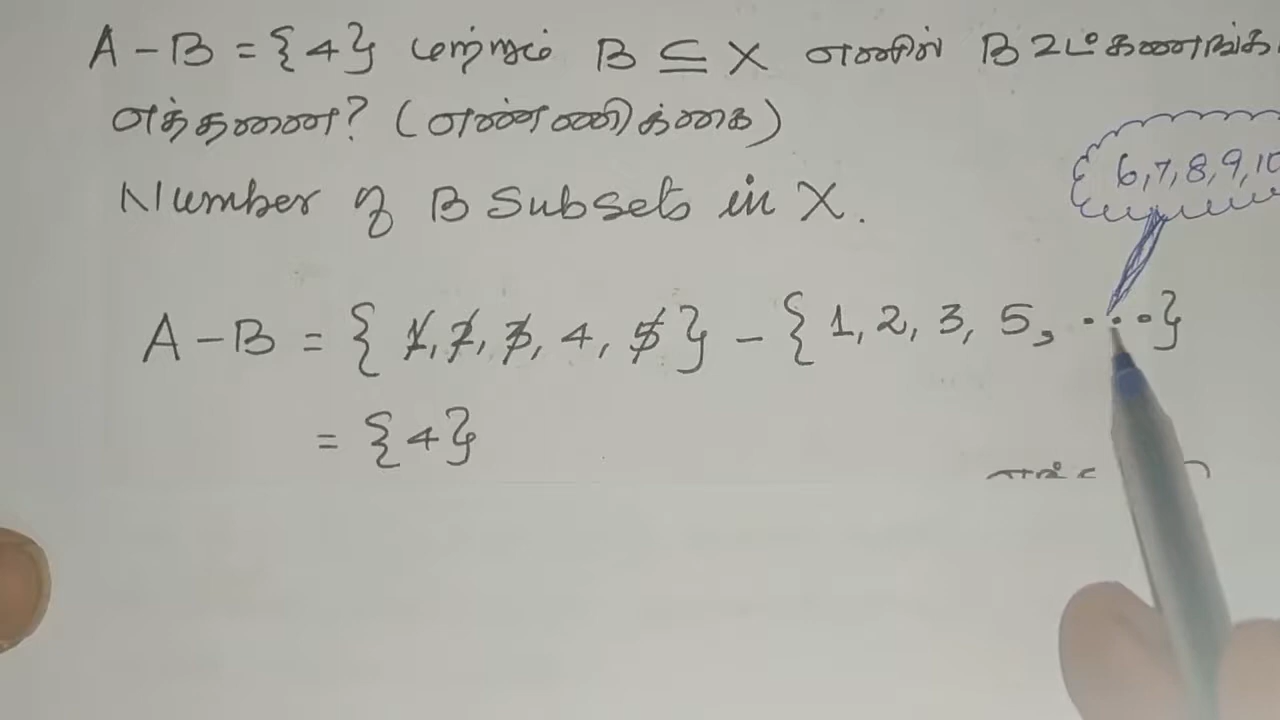 A - B = {4} மற்றும் B ⊆ X எனில் B உட்கணங்க
எத்தனை? (எண்ணிக்கை)
Number of B Subsets in X.
6,7,8,9,10
A - B = { 1, 2, 3, 4, 5 } - { 1, 2, 3, 5, ... }
= {4}